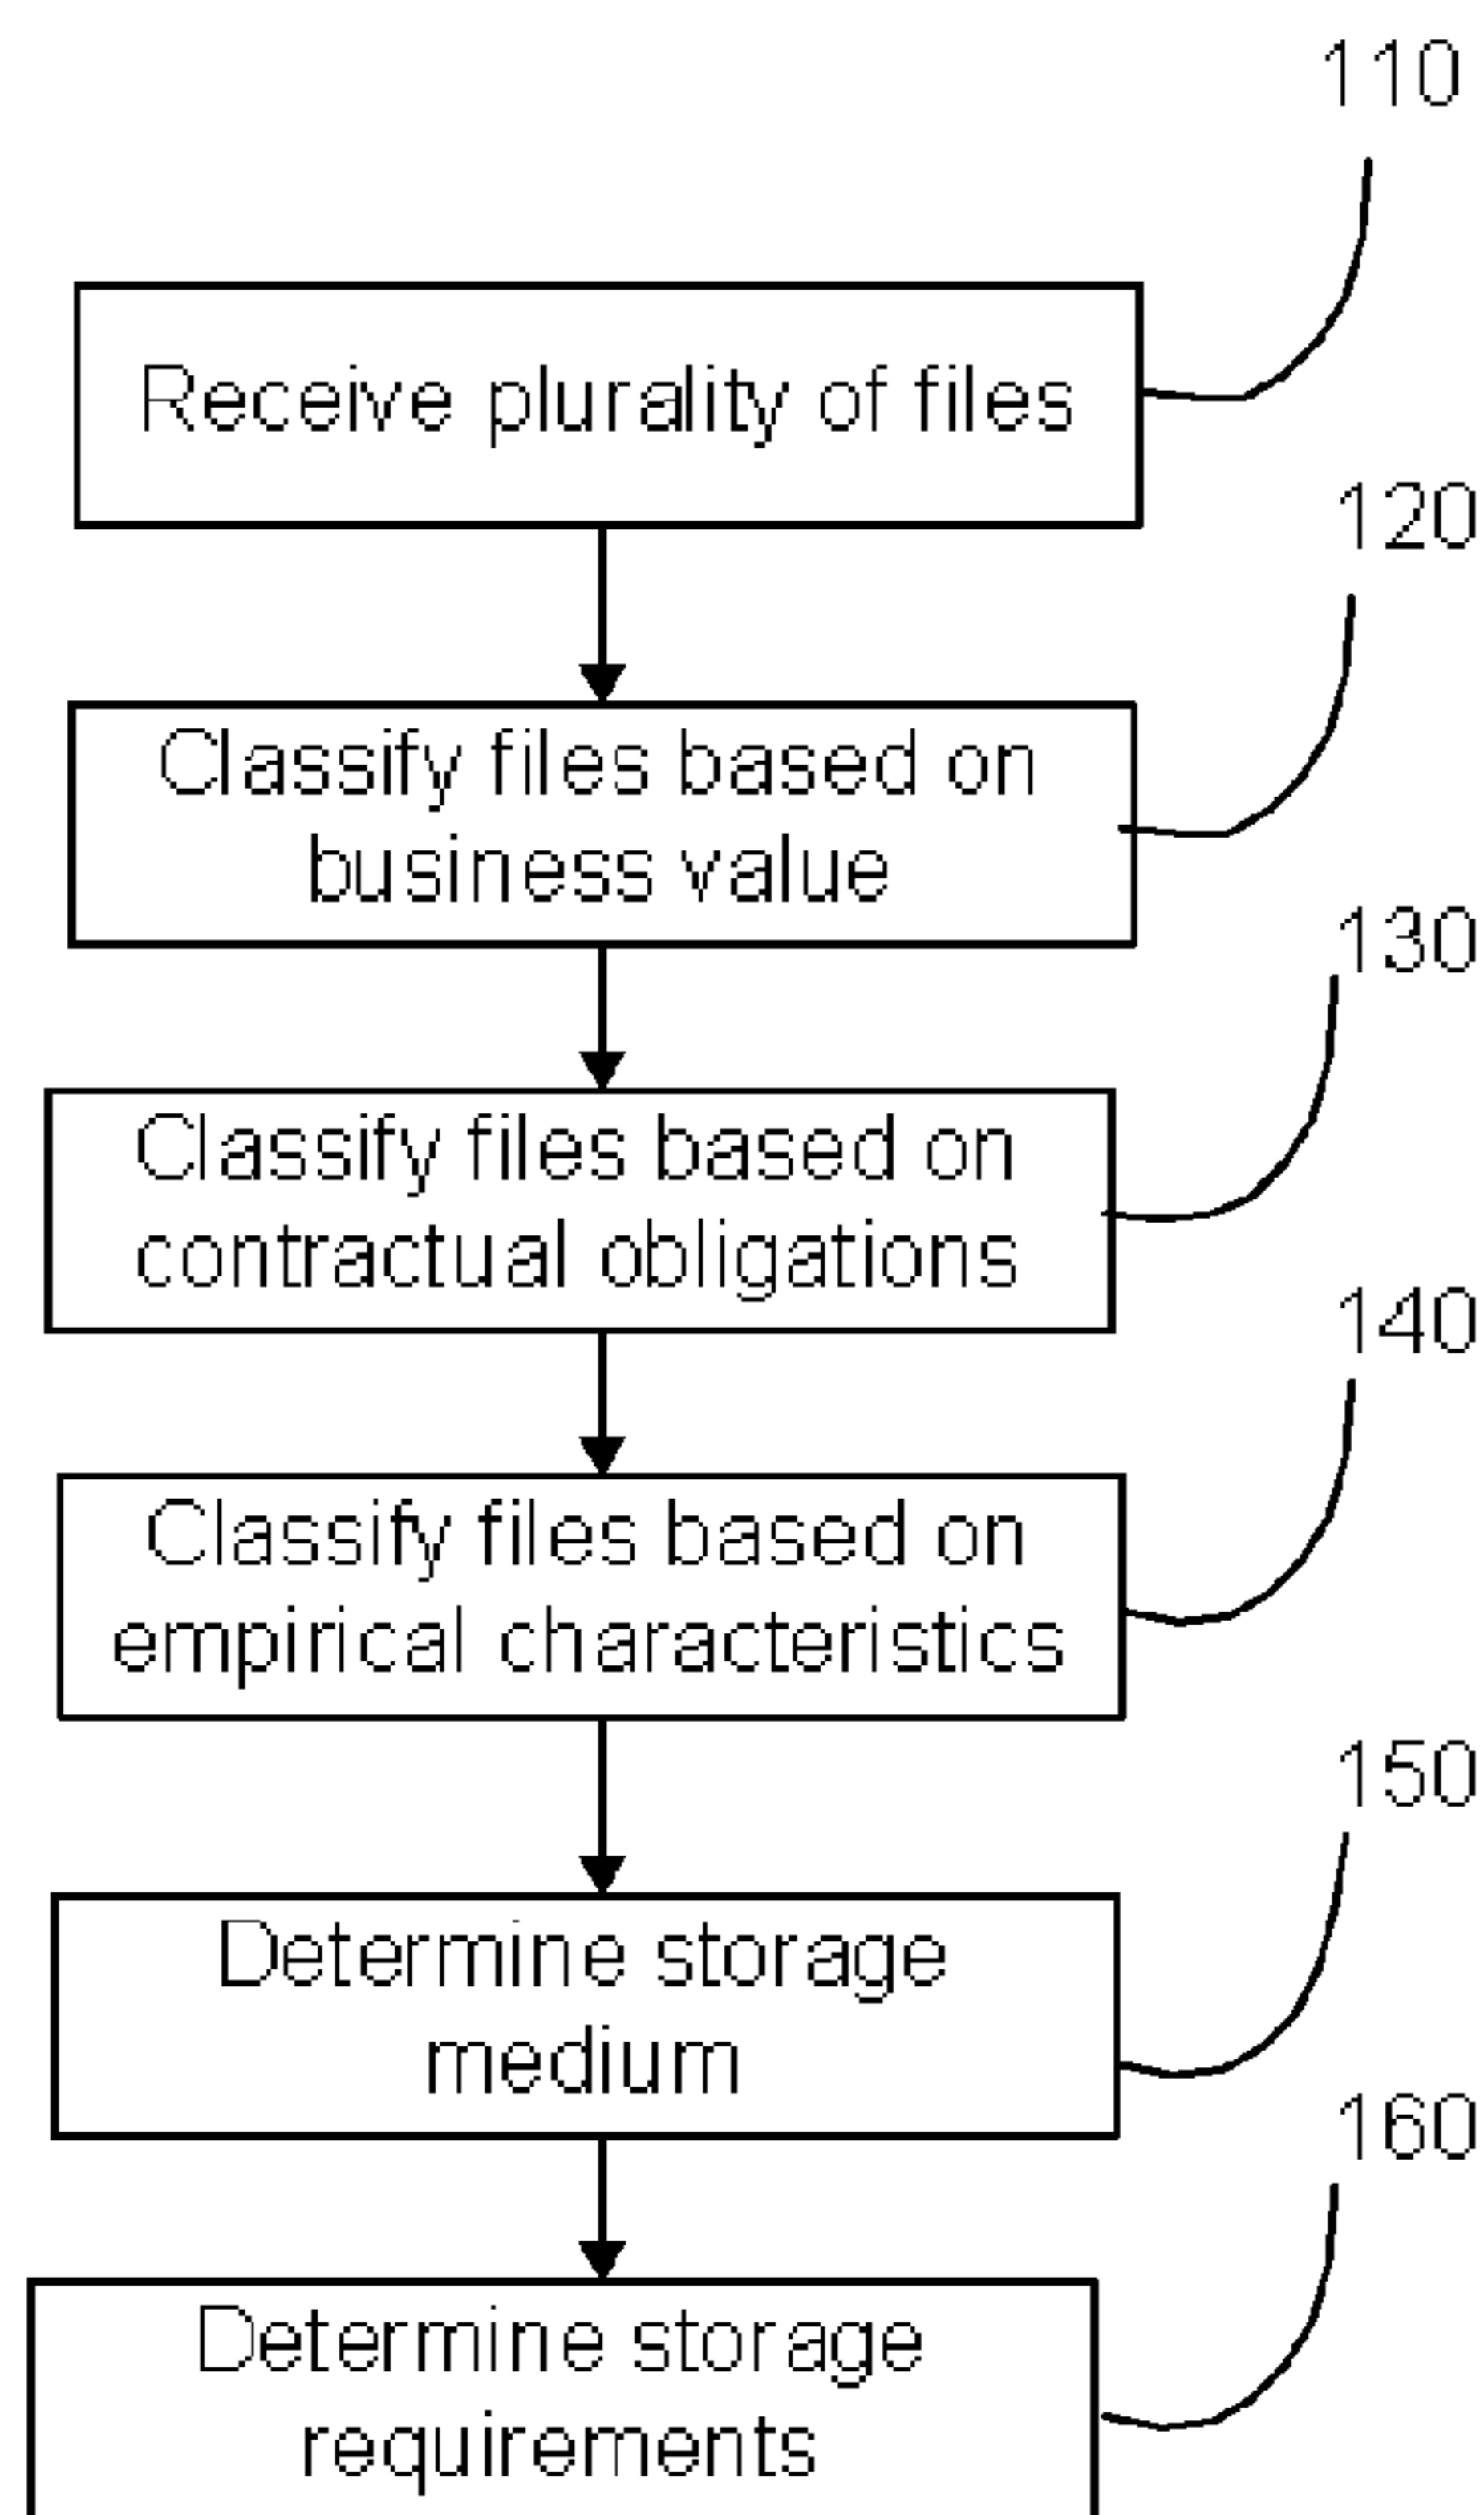 110
Receive plurality of files
120
Classify files based on
business value
130
Classify files based on
contractual obligations
140
Classify files based on
empirical characteristics
150
Determine storage
medium
160
Determine storage
requirements